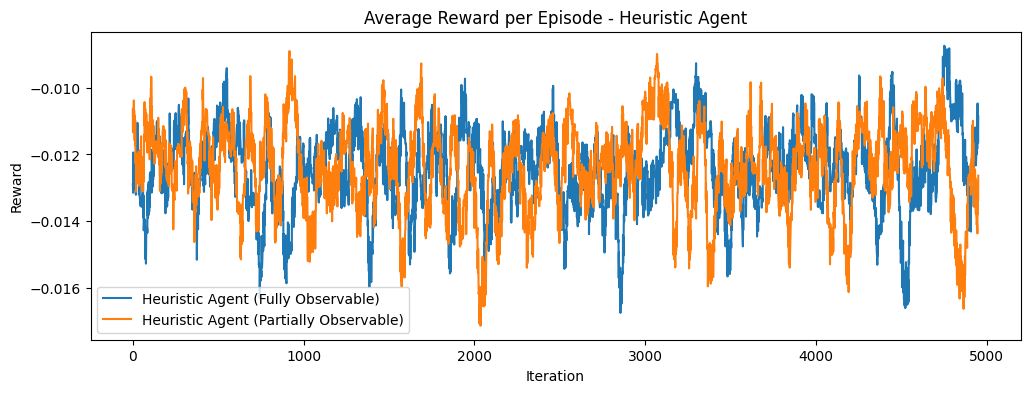 Average Reward per Episode - Heuristic Agent
Reward
−0.010
−0.012
−0.014
−0.016
Heuristic Agent (Fully Observable)
Heuristic Agent (Partially Observable)
0
1000
2000
3000
4000
5000
Iteration